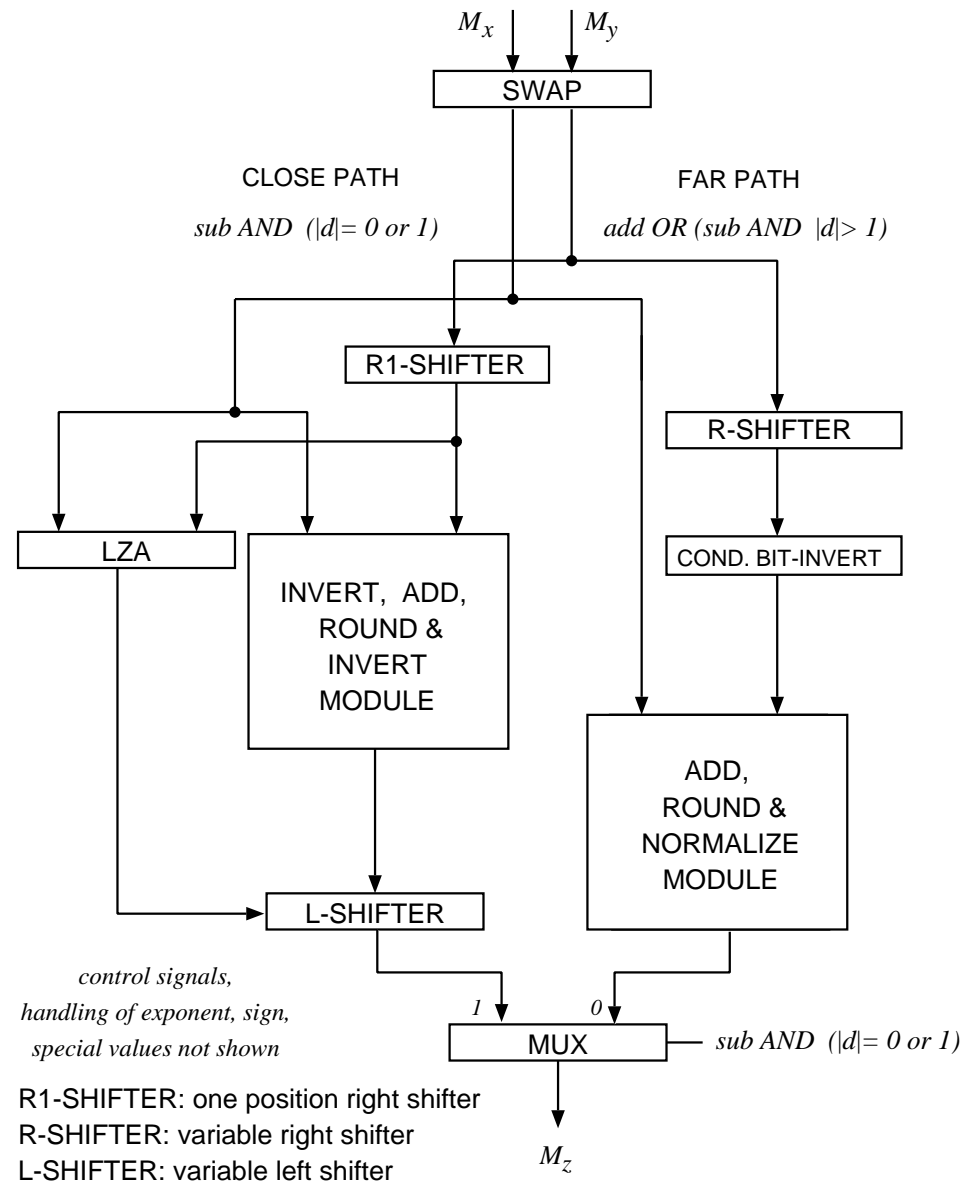 M_x M_y
SWAP
CLOSE PATH
sub AND (|d|= 0 or 1)
FAR PATH
add OR (sub AND |d|> 1)
R1-SHIFTER
R-SHIFTER
LZA
COND. BIT-INVERT
INVERT, ADD,
ROUND &
INVERT
MODULE
ADD,
ROUND &
NORMALIZE
MODULE
L-SHIFTER
control signals,
handling of exponent, sign,
special values not shown
1 0
MUX
sub AND (|d|= 0 or 1)
R1-SHIFTER: one position right shifter
R-SHIFTER: variable right shifter
L-SHIFTER: variable left shifter
M_z